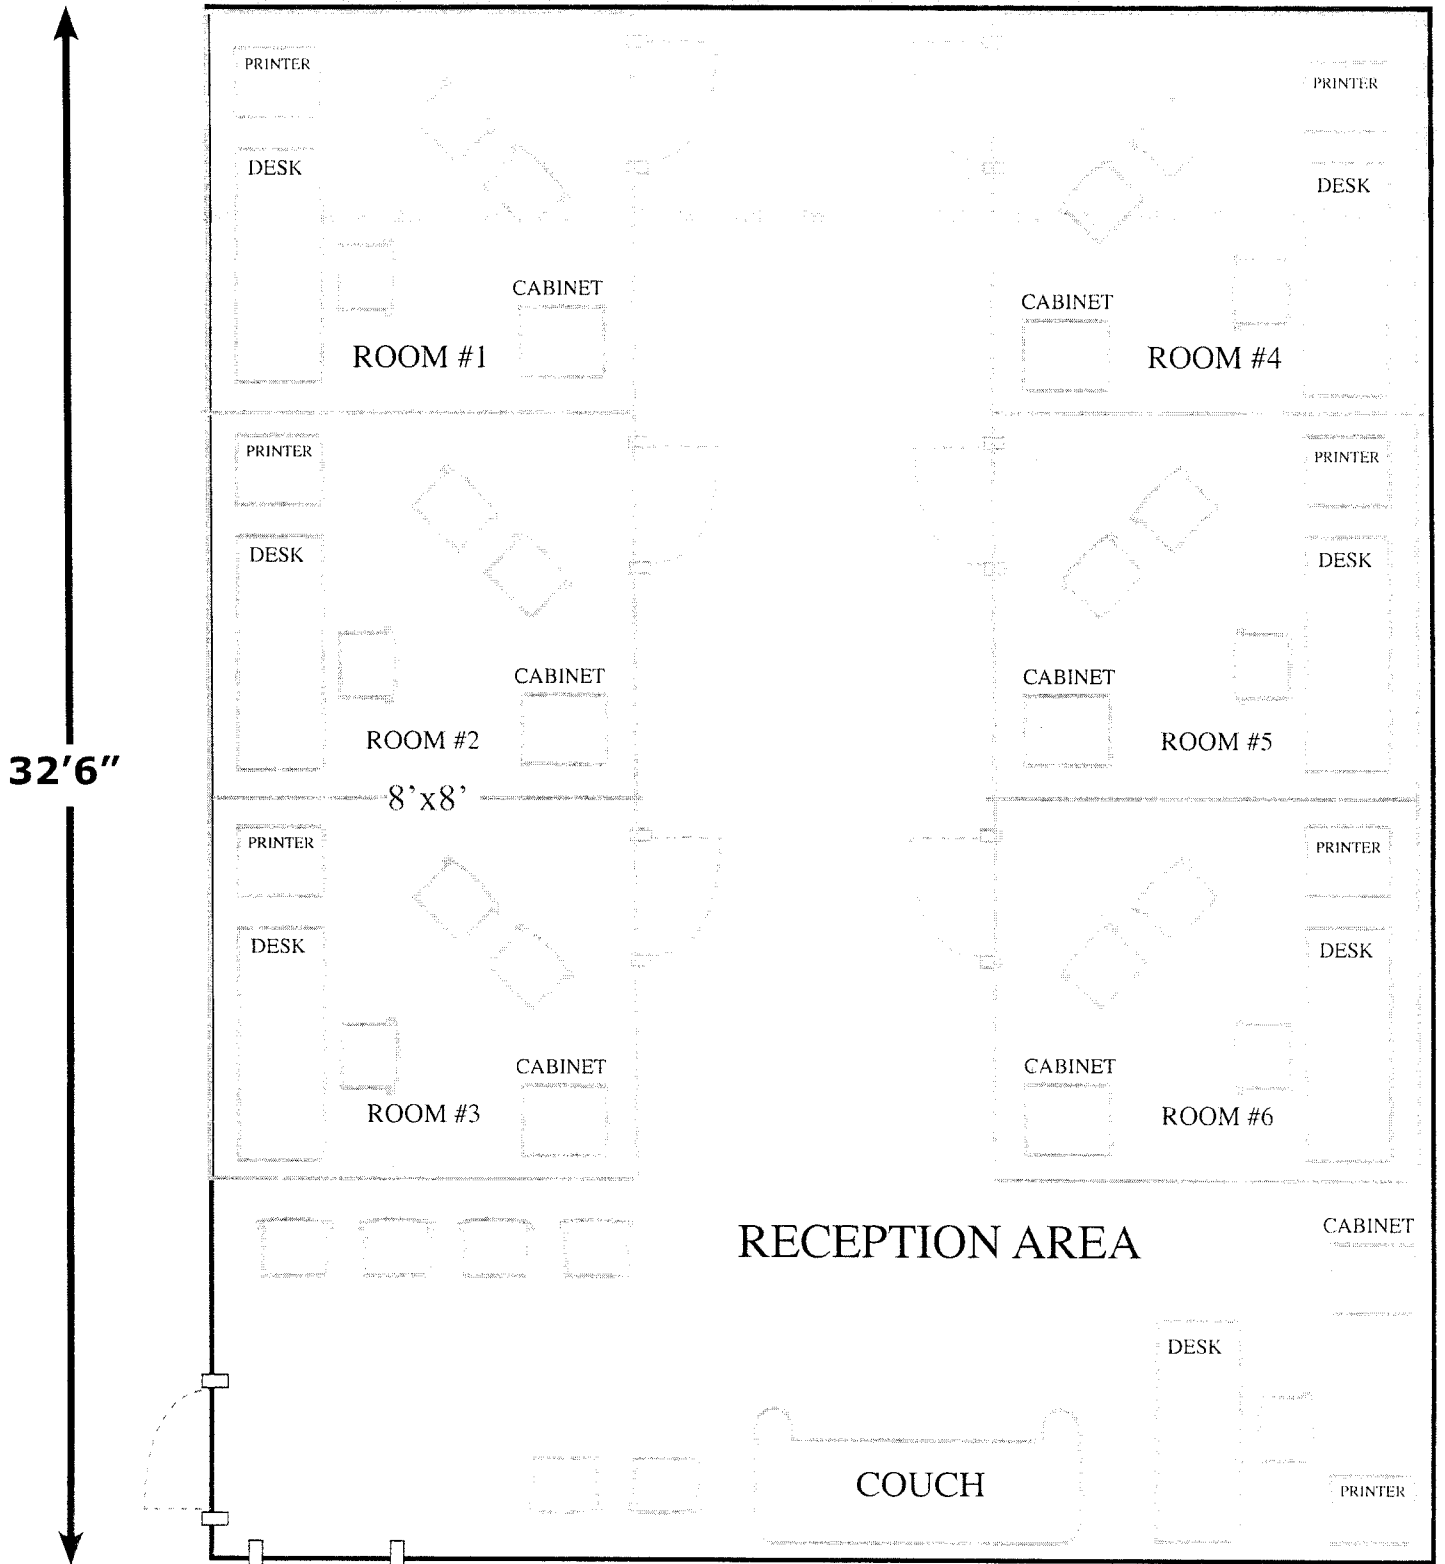 PRINTER
PRINTER
DESK
DESK
CABINET
CABINET
ROOM #1
ROOM #4
PRINTER
PRINTER
DESK
DESK
CABINET
CABINET
ROOM #2
ROOM #5
32'6"
8'x8'
PRINTER
PRINTER
DESK
DESK
CABINET
CABINET
ROOM #3
ROOM #6
RECEPTION AREA
CABINET
DESK
COUCH
PRINTER